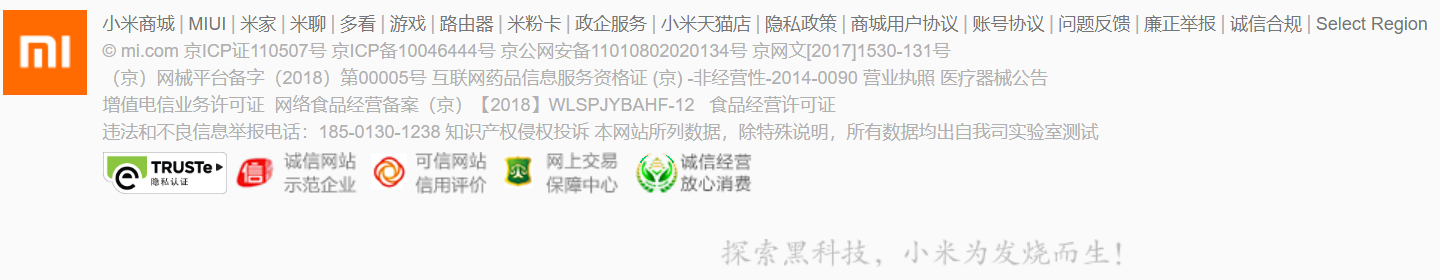 小米商城 | MIUI | 米家 | 米聊 | 多看 | 游戏 | 路由器 | 米粉卡 | 政企服务 | 小米天猫店 | 隐私政策 | 商城用户协议 | 账号协议 | 问题反馈 | 廉正举报 | 诚信合规 | Select Region
© mi.com 京ICP证110507号 京ICP备10046444号 京公网安备11010802020134号 京网文[2017]1530-131号
（京）网械平台备字（2018）第00005号 互联网药品信息服务资格证 (京) -非经营性-2014-0090 营业执照 医疗器械公告
增值电信业务许可证 网络食品经营备案（京）【2018】WLSPJYBAHF-12 食品经营许可证
违法和不良信息举报电话：185-0130-1238 知识产权侵权投诉 本网站所列数据，除特殊说明，所有数据均出自我司实验室测试
TRUSTe
隐私认证
信
诚信网站
示范企业
可信网站
信用评价
网上交易
保障中心
诚信经营
放心消费
探索黑科技，小米为发烧而生！